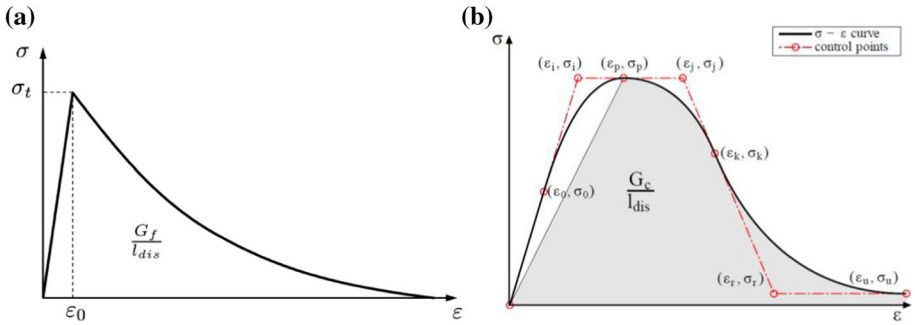 (a)
σ
σt
Gf
ldis
ε0
ε
(b)
σ
σ − ε curve
control points
(εi, σi)
(εp, σp)
(εj, σj)
(εk, σk)
(ε0, σ0)
Gc
ldis
(εr, σr)
(εu, σu)
ε